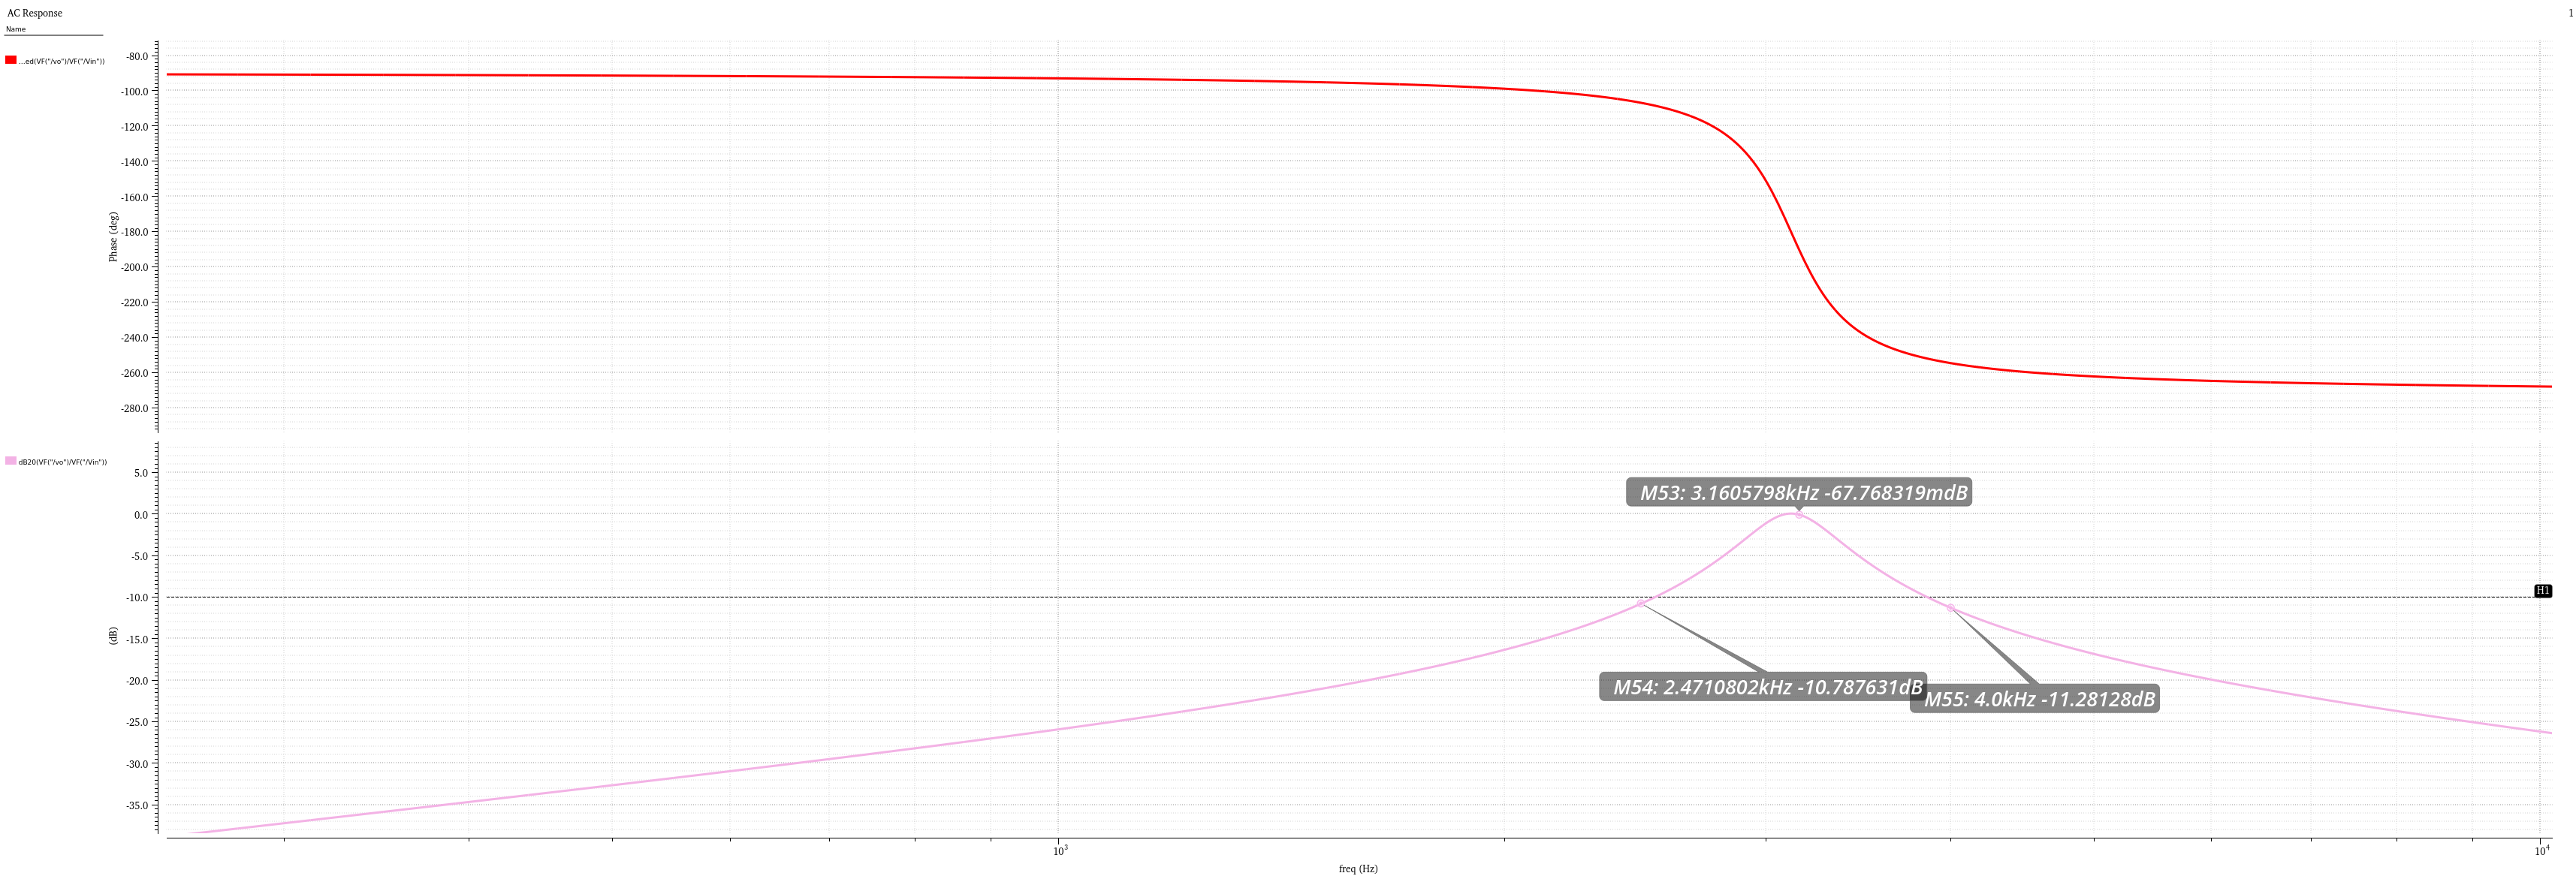 AC Response
1
Name
...ed(VF("/vo")/VF("/Vin"))
-80.0
-100.0
-120.0
-140.0
-160.0
-180.0
-200.0
-220.0
-240.0
-260.0
-280.0
Phase (deg)
dB20(VF("/vo")/VF("/Vin"))
5.0
0.0
-5.0
-10.0
-15.0
-20.0
-25.0
-30.0
-35.0
(dB)
M53: 3.1605798kHz -67.768319mdB
H1
M54: 2.4710802kHz -10.787631dB
M55: 4.0kHz -11.28128dB
10³
10⁴
freq (Hz)